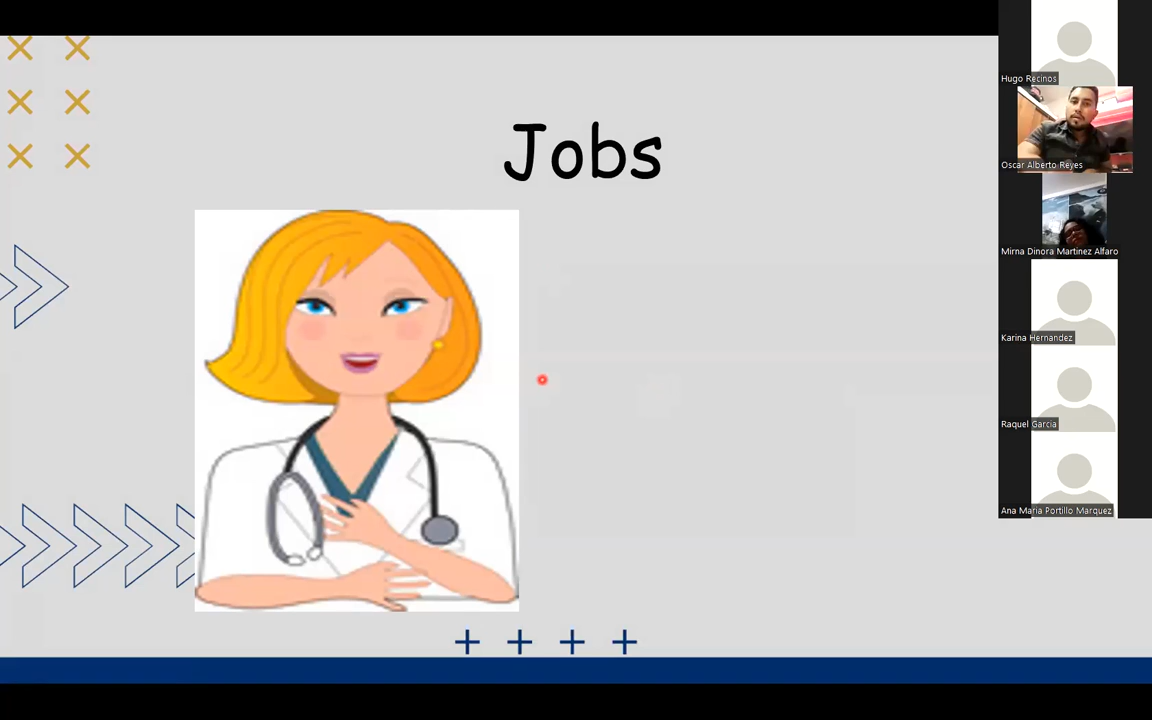 Jobs
Hugo Recinos
Oscar Alberto Reyes
Mirna Dinora Martinez Alfaro
Karina Hernandez
Raquel Garcia
Ana Maria Portillo Marquez